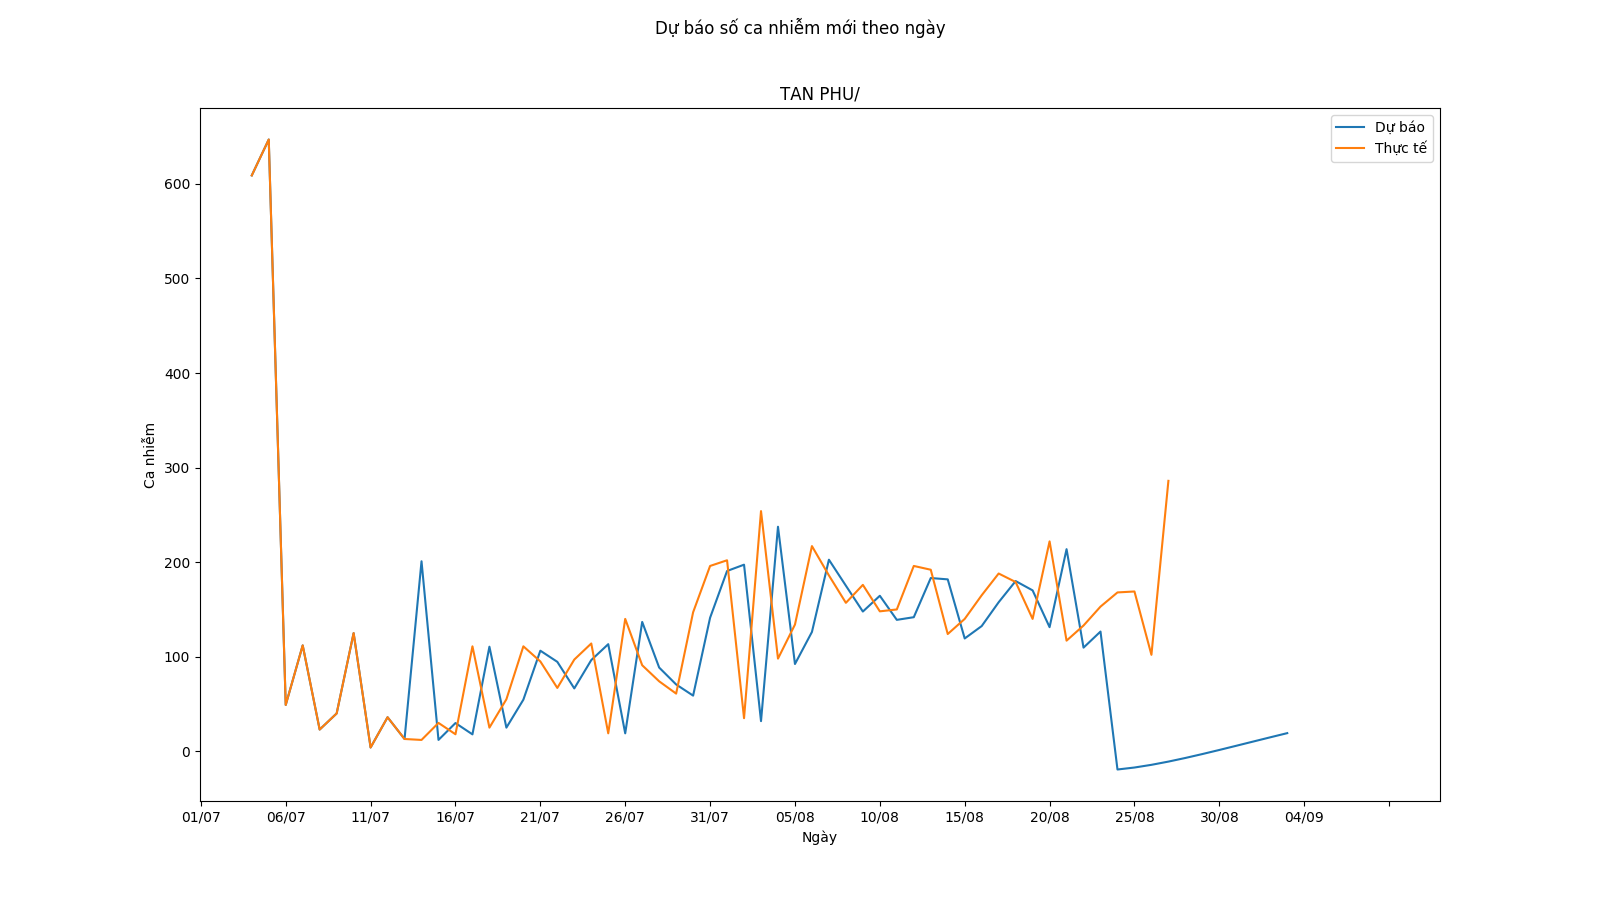 Dự báo số ca nhiễm mới theo ngày
TAN PHU/
Dự báo
Thực tế
600
500
400
300
200
100
0
Ca nhiễm
01/07 06/07 11/07 16/07 21/07 26/07 31/07 05/08 10/08 15/08 20/08 25/08 30/08 04/09
Ngày